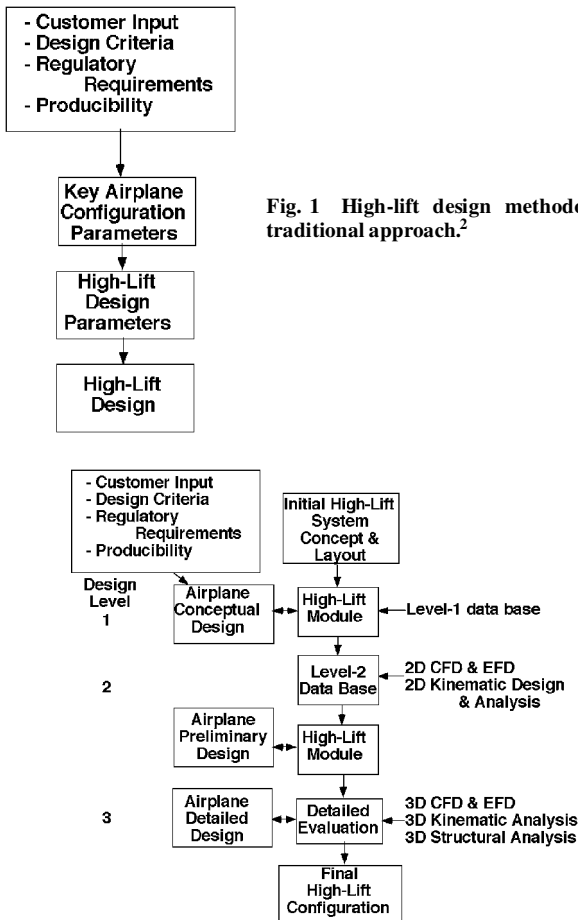 - Customer Input
- Design Criteria
- Regulatory
Requirements
- Producibility
Key Airplane
Configuration
Parameters
Fig. 1 High-lift design
traditional approach.2
High-Lift
Design
Parameters
High-Lift
Design
- Customer Input
- Design Criteria
- Regulatory
Requirements
- Producibility
Initial High-Lift
System
Concept &
Layout
Design
Level
1
Airplane
Conceptual
Design
High-Lift
Module
Level-1 data base
2
Level-2
Data Base
2D CFD & EFD
2D Kinematic Design
& Analysis
Airplane
Preliminary
Design
High-Lift
Module
3
Airplane
Detailed
Design
Detailed
Evaluation
3D CFD & EFD
3D Kinematic Analysis
3D Structural Analysis
Final
High-Lift
Configuration